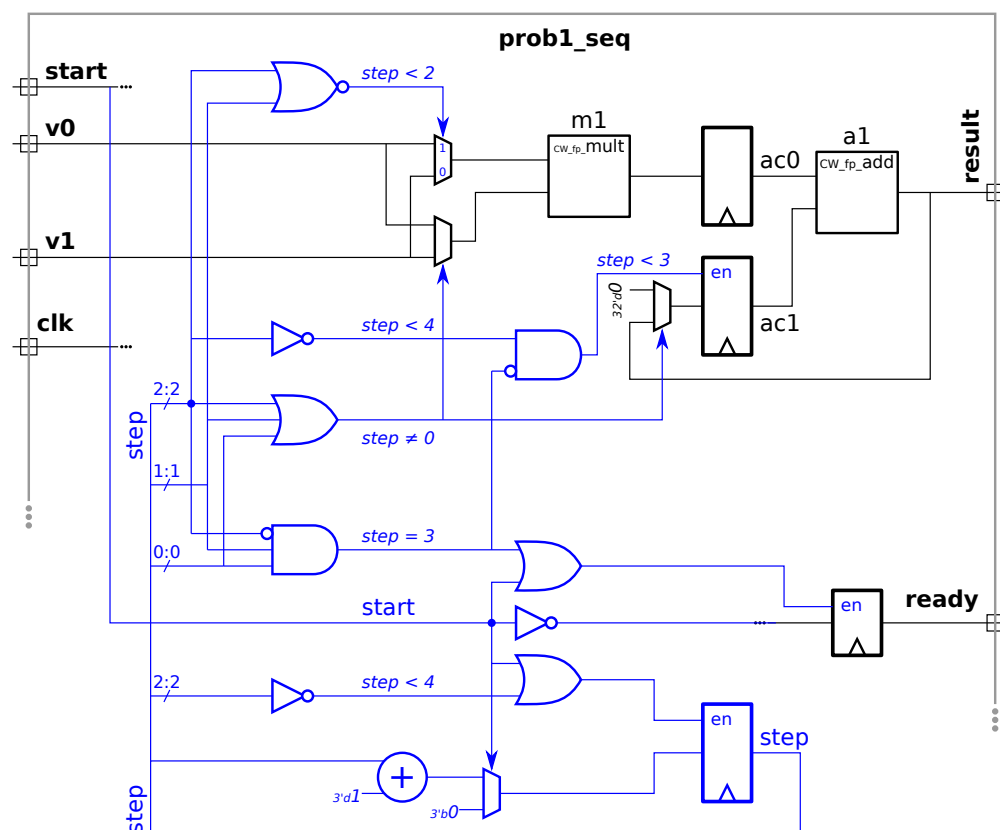 prob1_seq
start
step < 2
v0
m1
CW_fp_mult
ac0
a1
CW_fp_add
result
1
0
v1
step < 3
en
32'd0
clk
step < 4
ac1
2:2
step
step ≠ 0
1:1
step = 3
0:0
start
en
ready
2:2
step < 4
en
step
3'd1
3'b0
step